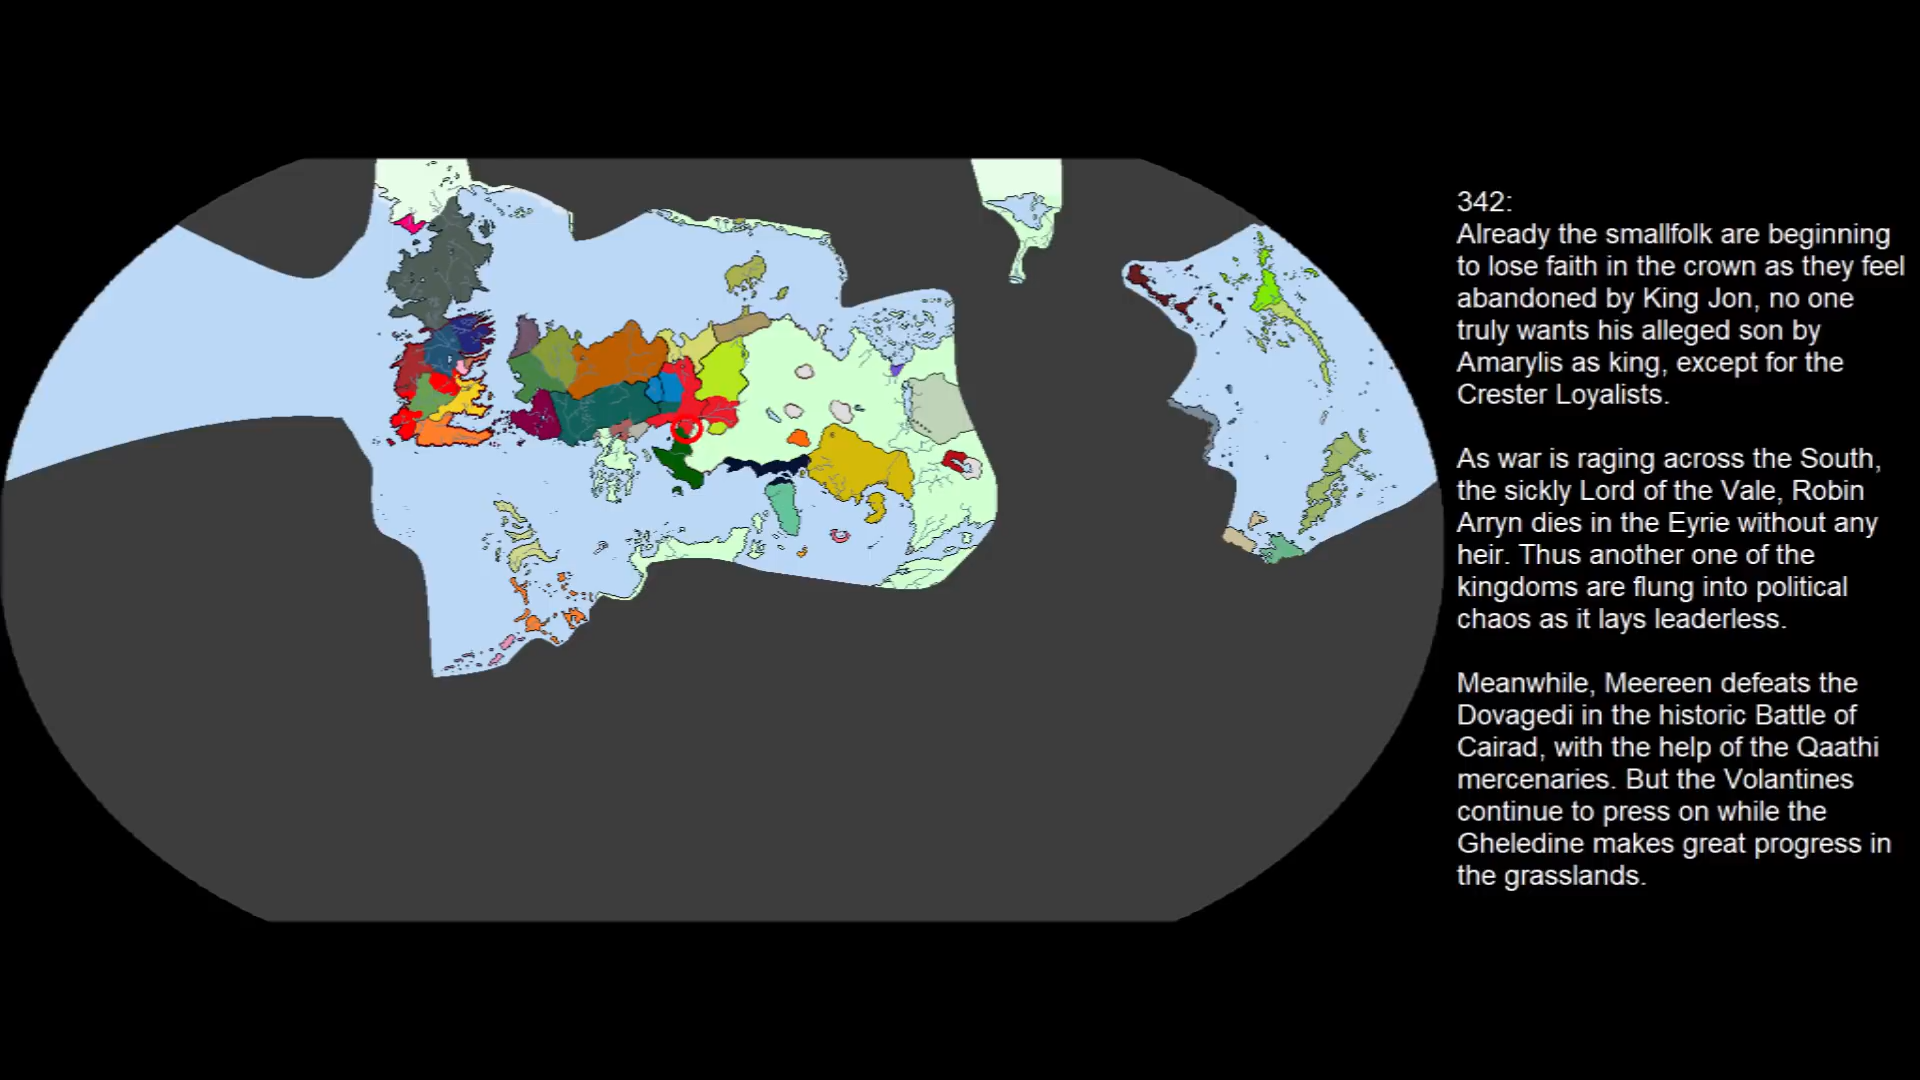 342:
Already the smallfolk are beginning
to lose faith in the crown as they feel
abandoned by King Jon, no one
truly wants his alleged son by
Amarylis as king, except for the
Crester Loyalists.
As war is raging across the South,
the sickly Lord of the Vale, Robin
Arryn dies in the Eyrie without any
heir. Thus another one of the
kingdoms are flung into political
chaos as it lays leaderless.
Meanwhile, Meereen defeats the
Dovagedi in the historic Battle of
Cairad, with the help of the Qaathi
mercenaries. But the Volantines
continue to press on while the
Gheledine makes great progress in
the grasslands.